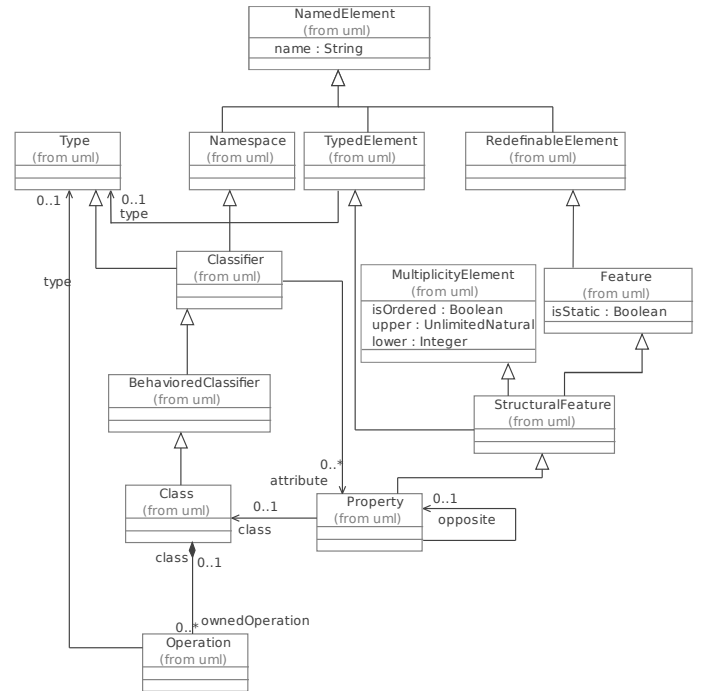 NamedElement
(from uml)
name : String
Type
(from uml)
Namespace
(from uml)
TypedElement
(from uml)
RedefinableElement
(from uml)
0..1
0..1
type
Classifier
(from uml)
MultiplicityElement
(from uml)
isOrdered : Boolean
upper : UnlimitedNatural
lower : Integer
Feature
(from uml)
isStatic : Boolean
type
BehavioredClassifier
(from uml)
StructuralFeature
(from uml)
0..*
attribute
Class
(from uml)
0..1
class
Property
(from uml)
0..1
opposite
class
0..1
0..*
ownedOperation
Operation
(from uml)